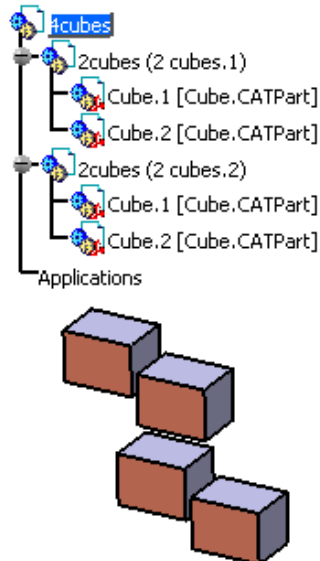 4cubes
2cubes (2 cubes.1)
Cube.1 [Cube.CATPart]
Cube.2 [Cube.CATPart]
2cubes (2 cubes.2)
Cube.1 [Cube.CATPart]
Cube.2 [Cube.CATPart]
Applications